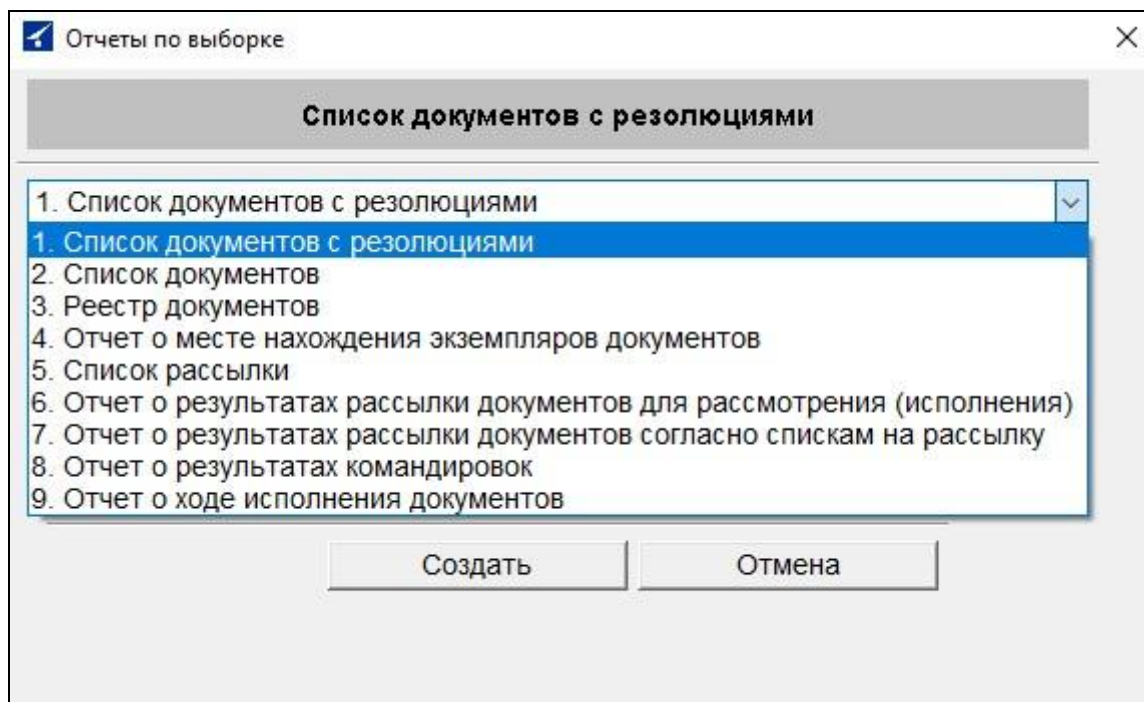 Отчеты по выборке
Список документов с резолюциями
1. Список документов с резолюциями
1. Список документов с резолюциями
2. Список документов
3. Реестр документов
4. Отчет о месте нахождения экземпляров документов
5. Список рассылки
6. Отчет о результатах рассылки документов для рассмотрения (исполнения)
7. Отчет о результатах рассылки документов согласно спискам на рассылку
8. Отчет о результатах командировок
9. Отчет о ходе исполнения документов
Создать Отмена